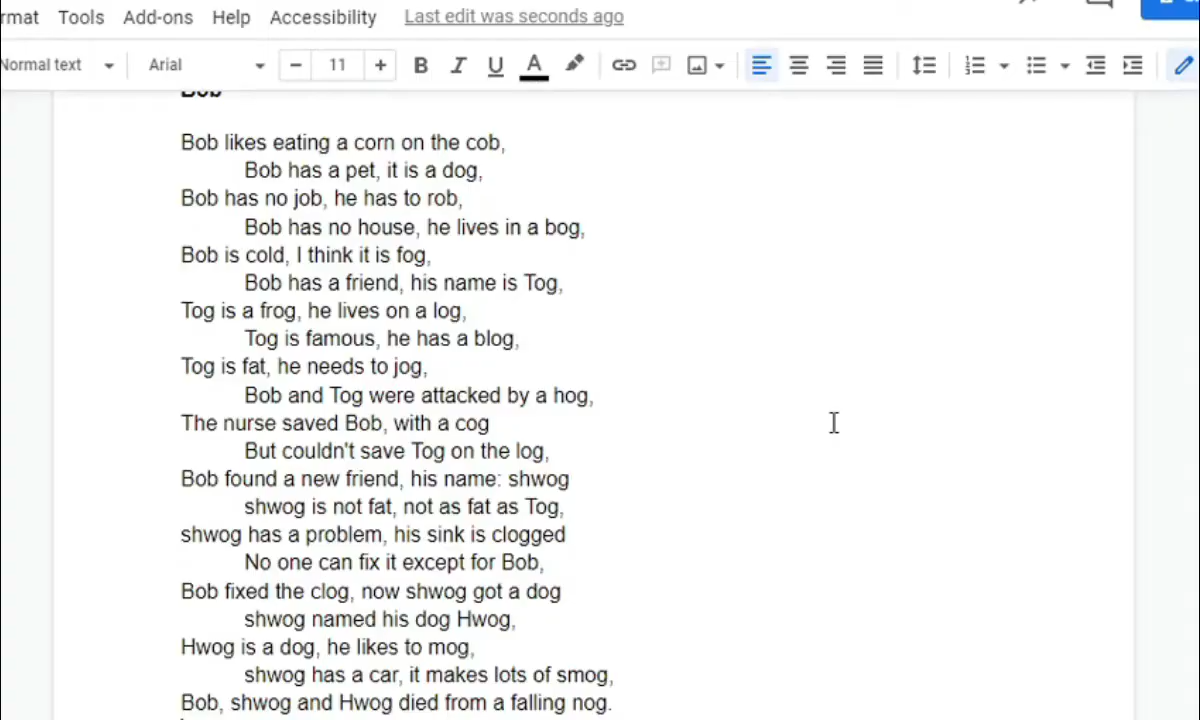 rmat Tools Add-ons Help Accessibility Last edit was seconds ago
Normal text Arial 11 B I U A
Bob
Bob likes eating a corn on the cob,
Bob has a pet, it is a dog,
Bob has no job, he has to rob,
Bob has no house, he lives in a bog,
Bob is cold, I think it is fog,
Bob has a friend, his name is Tog,
Tog is a frog, he lives on a log,
Tog is famous, he has a blog,
Tog is fat, he needs to jog,
Bob and Tog were attacked by a hog,
The nurse saved Bob, with a cog
But couldn't save Tog on the log,
Bob found a new friend, his name: shwog
shwog is not fat, not as fat as Tog,
shwog has a problem, his sink is clogged
No one can fix it except for Bob,
Bob fixed the clog, now shwog got a dog
shwog named his dog Hwog,
Hwog is a dog, he likes to mog,
shwog has a car, it makes lots of smog,
Bob, shwog and Hwog died from a falling nog.